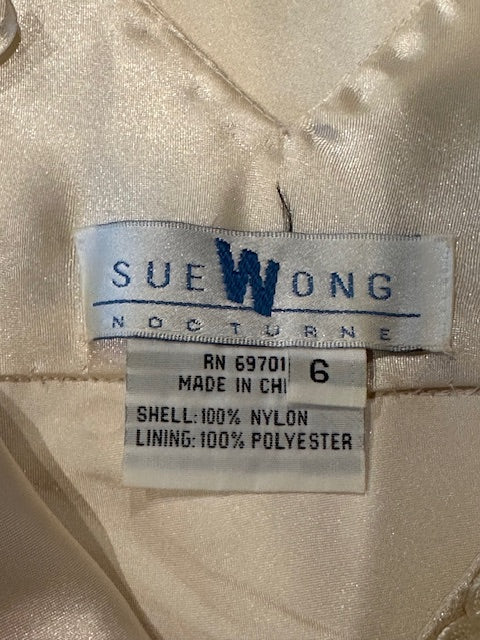 SUE WONG
NOCTURNE
RN 69701
6
MADE IN CHI
SHELL: 100% NYLON
LINING: 100% POLYESTER